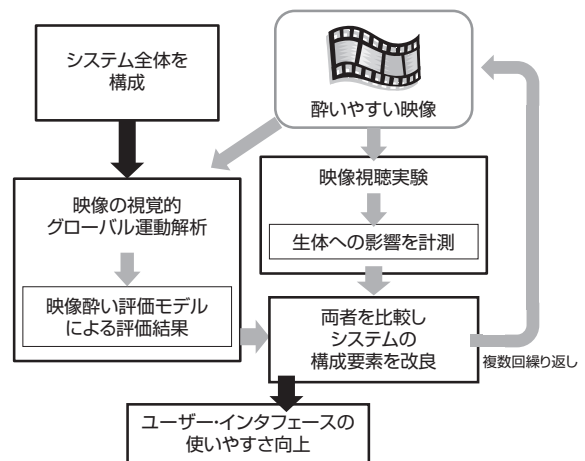 システム全体を
構成
酔いやすい映像
映像の視覚的
グローバル運動解析
映像酔い評価モデル
による評価結果
映像視聴実験
生体への影響を計測
両者を比較し
システムの
構成要素を改良
複数回繰り返し
ユーザー・インタフェースの
使いやすさ向上